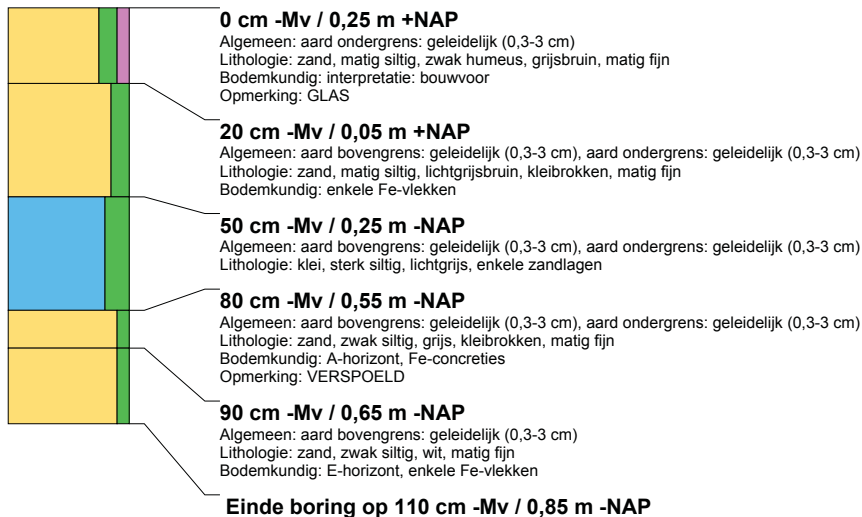 0 cm -Mv / 0,25 m +NAP
Algemeen: aard ondergrens: geleidelijk (0,3-3 cm)
Lithologie: zand, matig siltig, zwak humeus, grijsbruin, matig fijn
Bodemkundig: interpretatie: bouwvoor
Opmerking: GLAS
20 cm -Mv / 0,05 m +NAP
Algemeen: aard bovengrens: geleidelijk (0,3-3 cm), aard ondergrens: geleidelijk (0,3-3 cm)
Lithologie: zand, matig siltig, lichtgrijsbruin, kleibrokken, matig fijn
Bodemkundig: enkele Fe-vlekken
50 cm -Mv / 0,25 m -NAP
Algemeen: aard bovengrens: geleidelijk (0,3-3 cm), aard ondergrens: geleidelijk (0,3-3 cm)
Lithologie: klei, sterk siltig, lichtgrijs, enkele zandlagen
80 cm -Mv / 0,55 m -NAP
Algemeen: aard bovengrens: geleidelijk (0,3-3 cm), aard ondergrens: geleidelijk (0,3-3 cm)
Lithologie: zand, zwak siltig, grijs, kleibrokken, matig fijn
Bodemkundig: A-horizont, Fe-concreties
Opmerking: VERSPOELD
90 cm -Mv / 0,65 m -NAP
Algemeen: aard bovengrens: geleidelijk (0,3-3 cm)
Lithologie: zand, zwak siltig, wit, matig fijn
Bodemkundig: E-horizont, enkele Fe-vlekken
Einde boring op 110 cm -Mv / 0,85 m -NAP